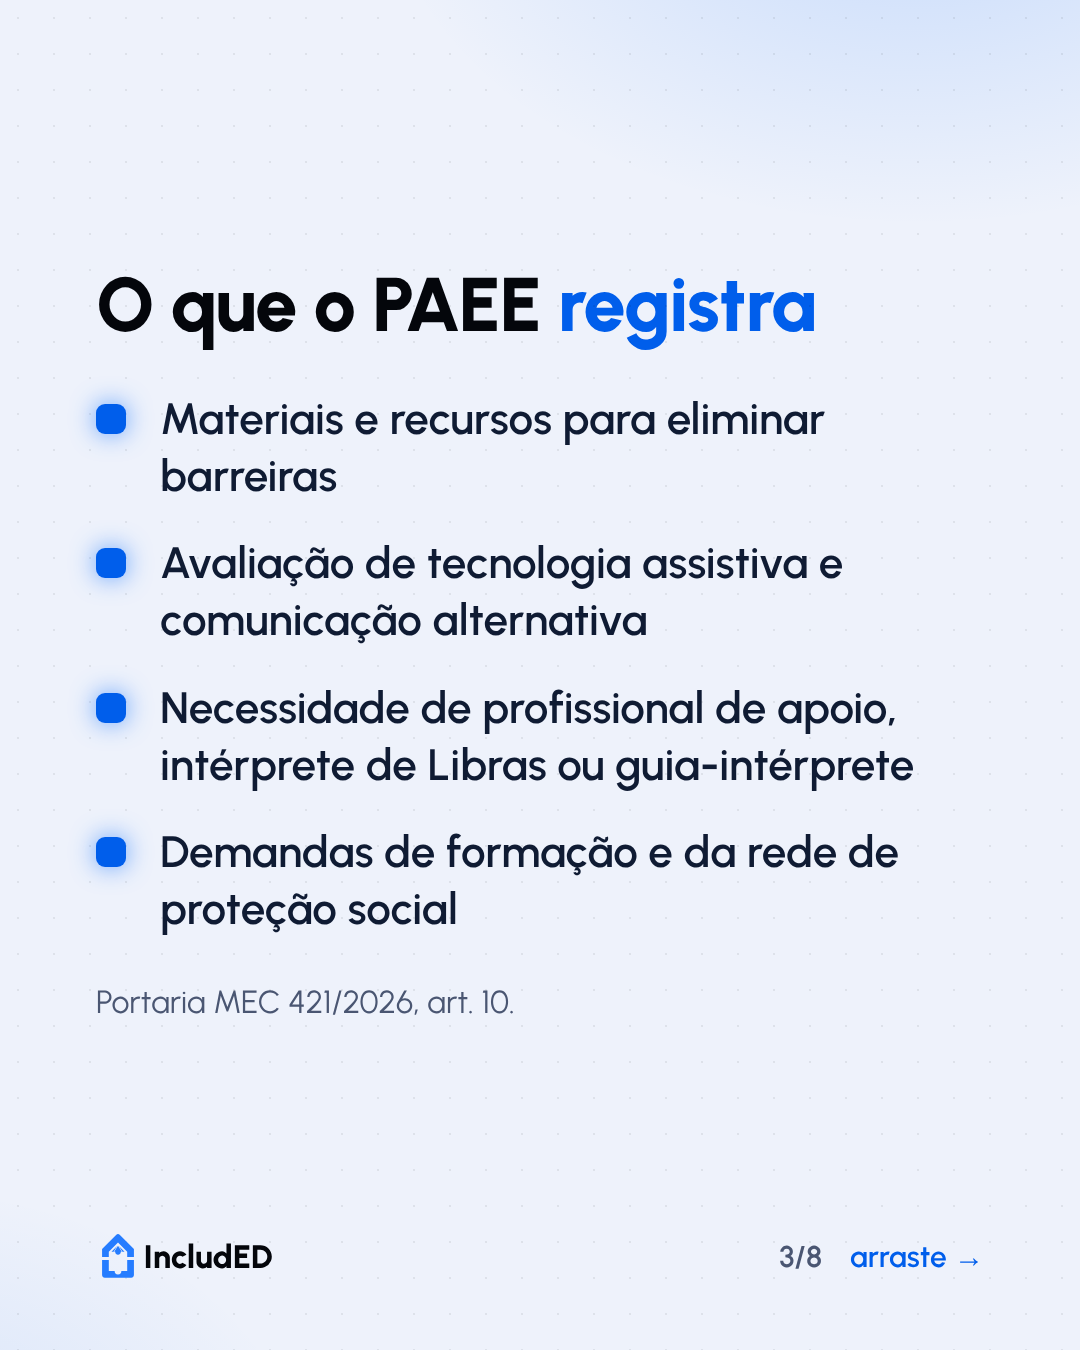 O que o PAEE registra
Materiais e recursos para eliminar
barreiras
Avaliação de tecnologia assistiva e
comunicação alternativa
Necessidade de profissional de apoio,
intérprete de Libras ou guia-intérprete
Demandas de formação e da rede de
proteção social
Portaria MEC 421/2026, art. 10.
IncludED
3/8 arraste →